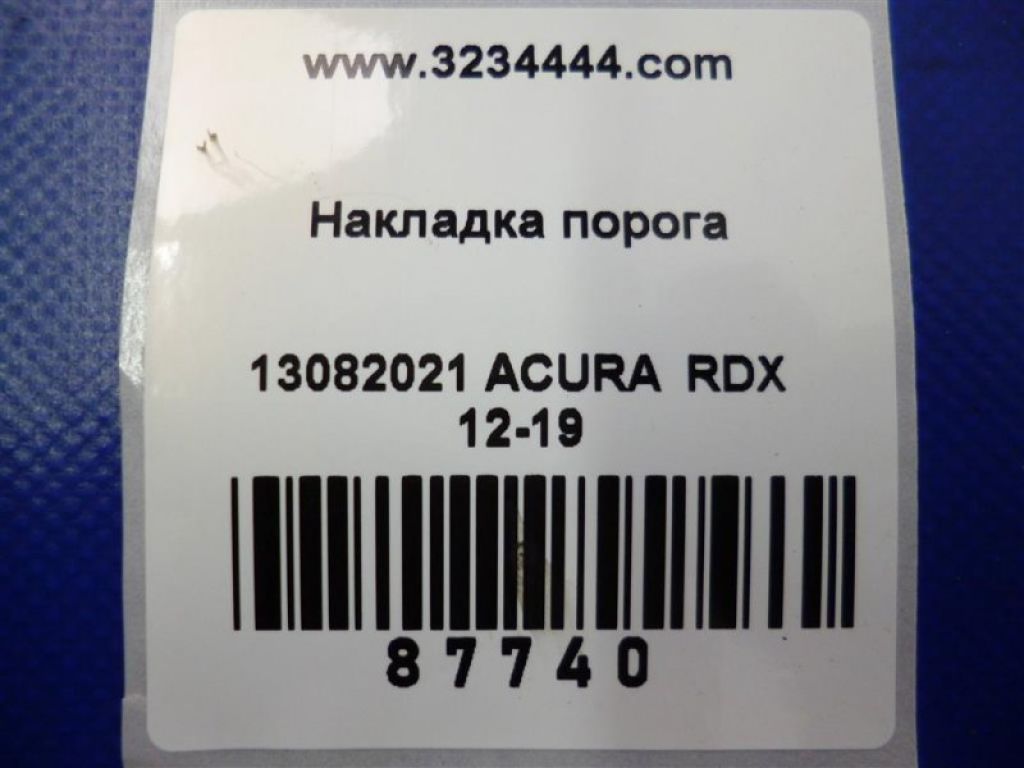 www.3234444.com
Накладка порога
13082021 ACURA RDX
12-19
87740